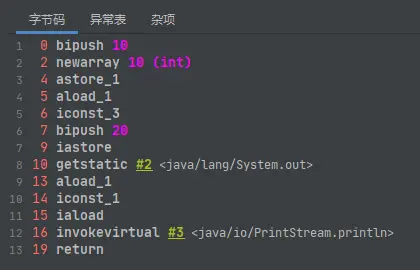 字节码 异常表 杂项
1 0 bipush 10
2 2 newarray 10 (int)
3 4 astore_1
4 5 aload_1
5 6 iconst_3
6 7 bipush 20
7 9 iastore
8 10 getstatic #2 <java/lang/System.out>
9 13 aload_1
10 14 iconst_1
11 15 iaload
12 16 invokevirtual #3 <java/io/PrintStream.println>
13 19 return